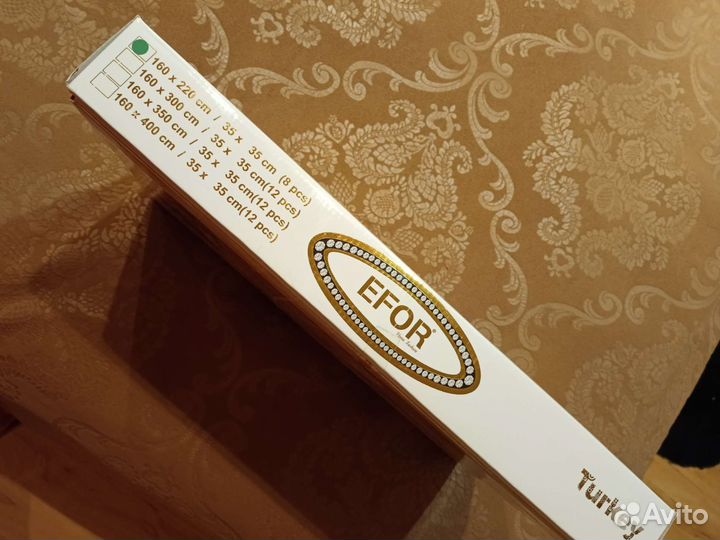 160 x 220 cm / 35 x 35 cm (8 pcs)
160 x 300 cm / 35 x 35 cm(12 pcs)
160 x 350 cm / 35 x 35 cm(12 pcs)
160 x 400 cm / 35 x 35 cm(12 pcs)
EFOR®
Turkey
Avito